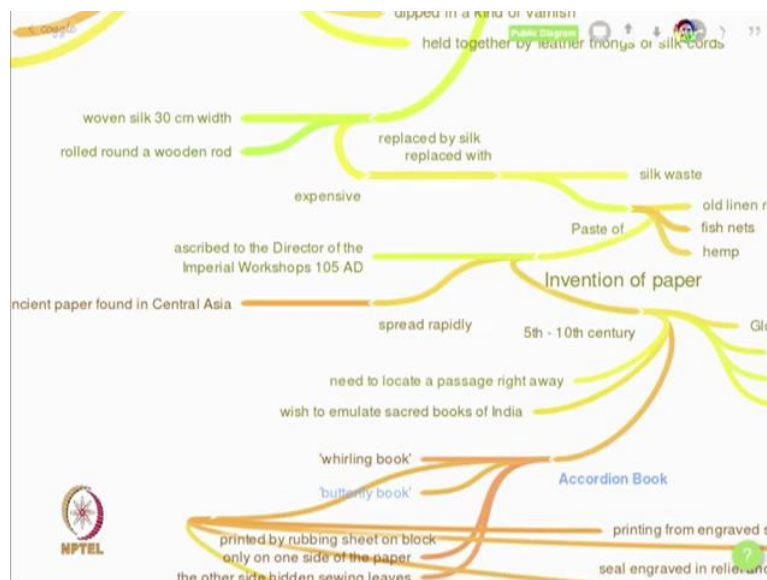 dipped in a kind of varnish
coggle
Public Diagram
held together by leather thongs or silk cords
woven silk 30 cm width
replaced by silk
rolled round a wooden rod
replaced with
silk waste
expensive
old linen
Paste of
fish nets
ascribed to the Director of the
hemp
Imperial Workshops 105 AD
Invention of paper
ncient paper found in Central Asia
spread rapidly
5th - 10th century
need to locate a passage right away
wish to emulate sacred books of India
'whirling book'
Accordion Book
'butterfly book'
NPTEL
printed by rubbing sheet on block
printing from engraved
only on one side of the paper
seal engraved in relief and
the other side hidden sewing leaves